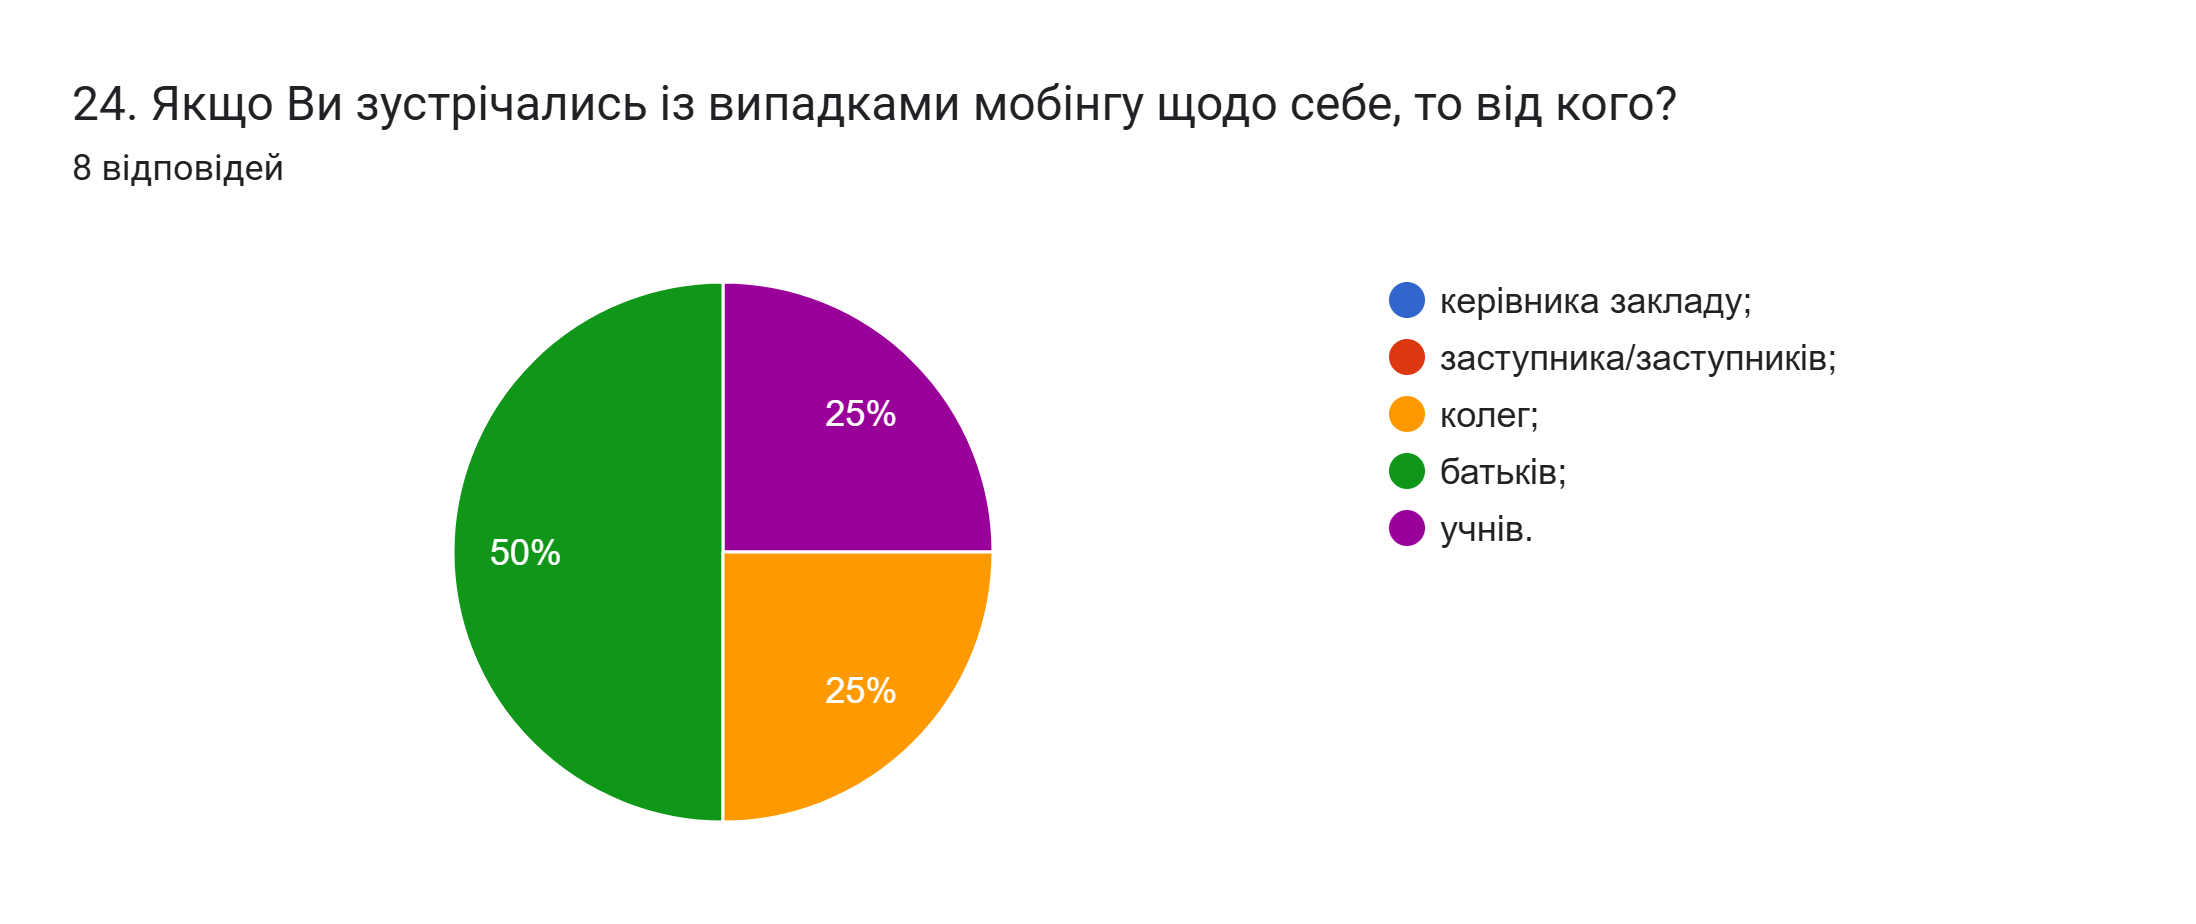 24. Якщо Ви зустрічались із випадками мобінгу щодо себе, то від кого?
8 відповідей
керівника закладу;
заступника/заступників;
колег;
батьків;
учнів.
25%
50%
25%